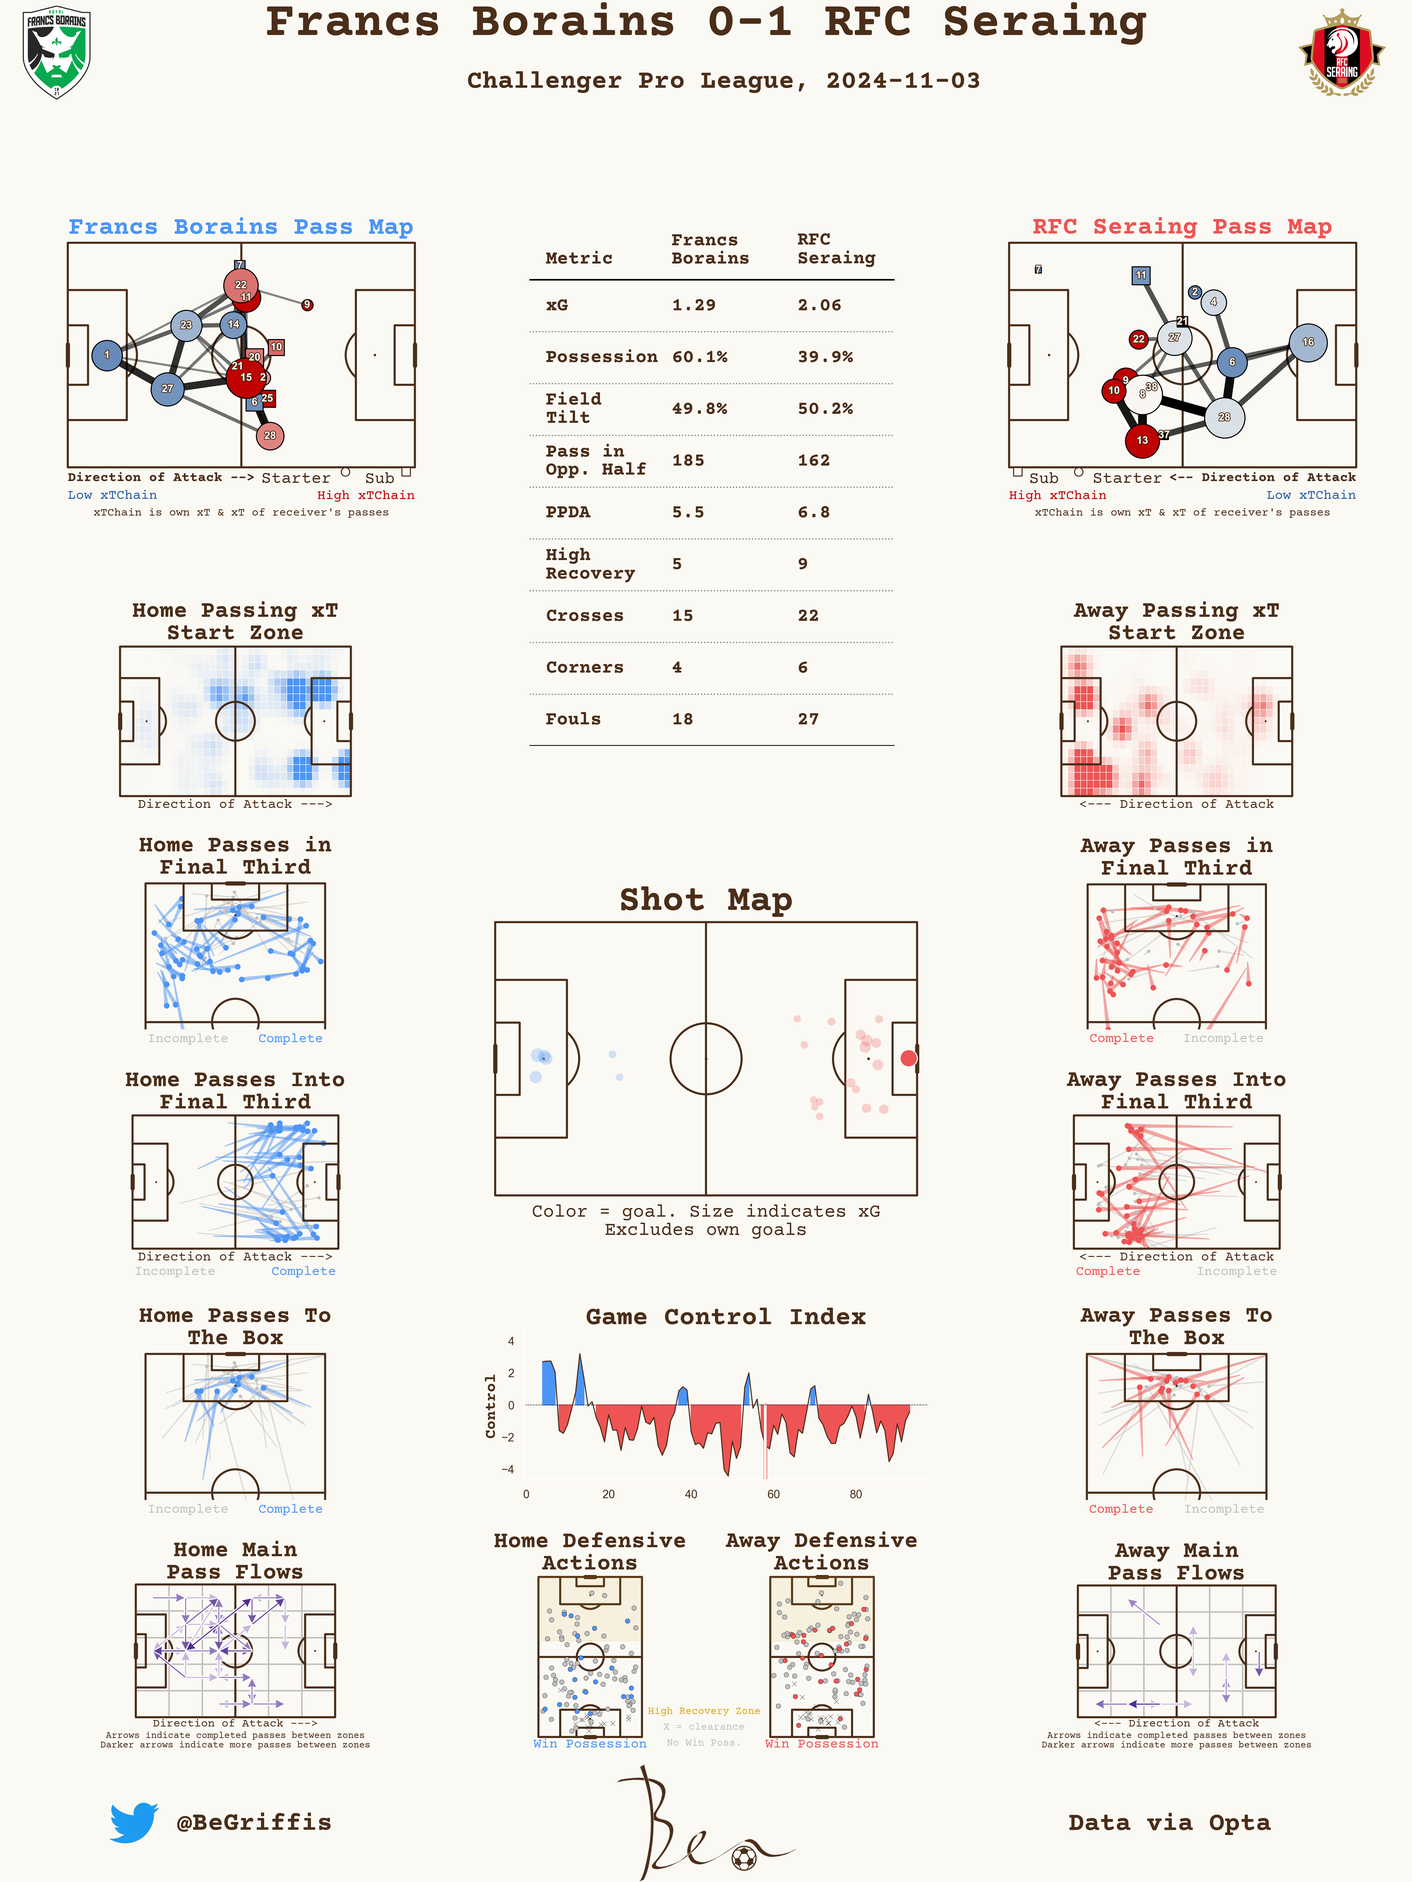 Francs Borains 0-1 RFC Seraing
Challenger Pro League, 2024-11-03
ROYAL
FRANCS BORAINS
RFC
SERAING
Francs Borains Pass Map
7
22
11
9
23
14
1
10
20
21
15
2
27
25
6
28
Direction of Attack --> Starter Sub
Low xTChain High xTChain
xTChain is own xT & xT of receiver's passes
Metric Francs Borains RFC Seraing
xG 1.29 2.06
Possession 60.1% 39.9%
Field Tilt 49.8% 50.2%
Pass in Opp. Half 185 162
PPDA 5.5 6.8
High Recovery 5 9
Crosses 15 22
Corners 4 6
Fouls 18 27
RFC Seraing Pass Map
7
11
2
4
21
27
22
16
6
9
10
38
8
28
37
13
Sub Starter <-- Direction of Attack
High xTChain Low xTChain
xTChain is own xT & xT of receiver's passes
Home Passing xT
Start Zone
Direction of Attack --->
Away Passing xT
Start Zone
<--- Direction of Attack
Home Passes in
Final Third
Incomplete Complete
Away Passes in
Final Third
Complete Incomplete
Shot Map
Color = goal. Size indicates xG
Excludes own goals
Home Passes Into
Final Third
Direction of Attack --->
Incomplete Complete
Away Passes Into
Final Third
<--- Direction of Attack
Complete Incomplete
Home Passes To
The Box
Incomplete Complete
Game Control Index
Control
4
2
0
−2
−4
0 20 40 60 80
Away Passes To
The Box
Complete Incomplete
Home Main
Pass Flows
Direction of Attack --->
Arrows indicate completed passes between zones
Darker arrows indicate more passes between zones
Home Defensive
Actions
Win Possession
Away Defensive
Actions
Win Possession
High Recovery Zone
X = clearance
No Win Poss.
Away Main
Pass Flows
<--- Direction of Attack
Arrows indicate completed passes between zones
Darker arrows indicate more passes between zones
@BeGriffis
Ben
Data via Opta